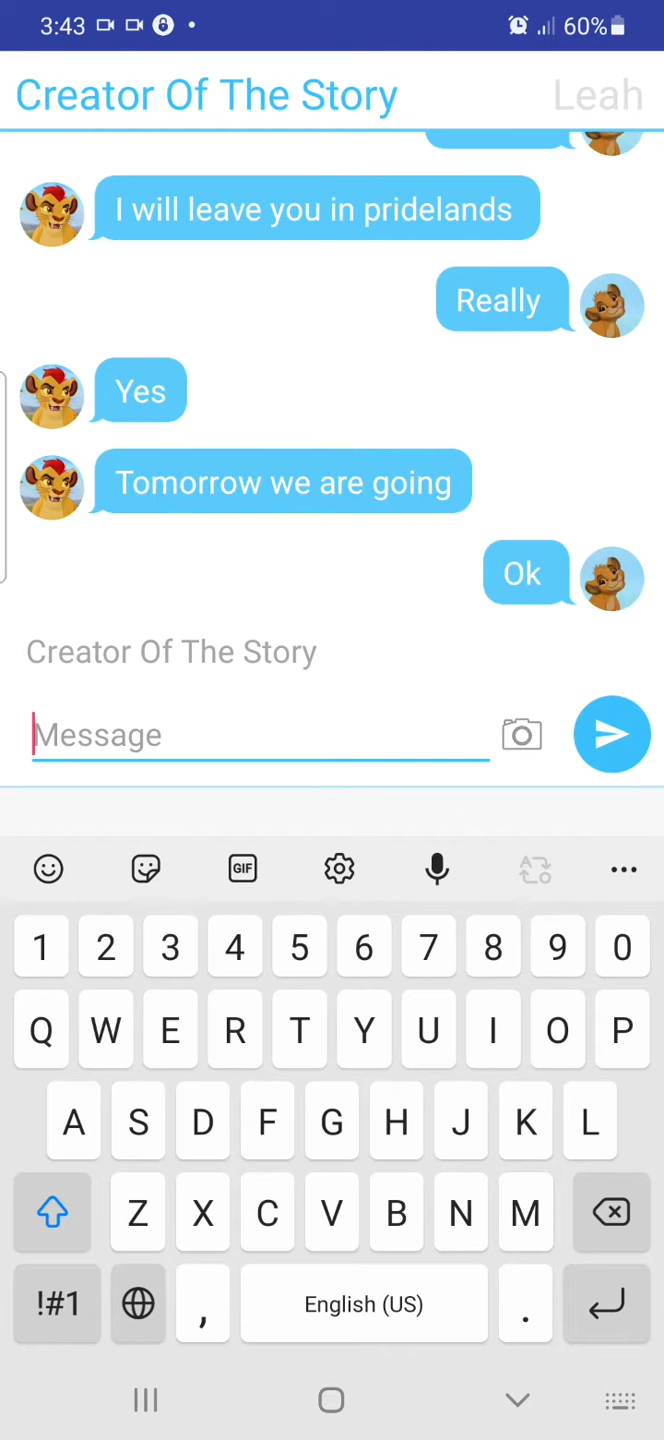 3:43 60%
Creator Of The Story Leah
I will leave you in pridelands
Really
Yes
Tomorrow we are going
Ok
Creator Of The Story
Message
GIF
1 2 3 4 5 6 7 8 9 0
Q W E R T Y U I O P
A S D F G H J K L
Z X C V B N M
!#1 , English (US) .